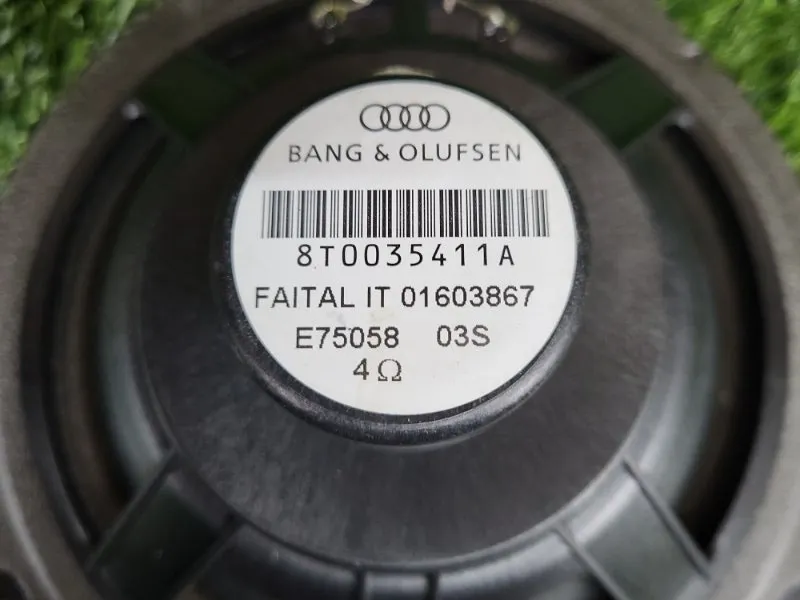 BANG & OLUFSEN
8T0035411A
FAITAL IT 01603867
E75058 03S
4Ω